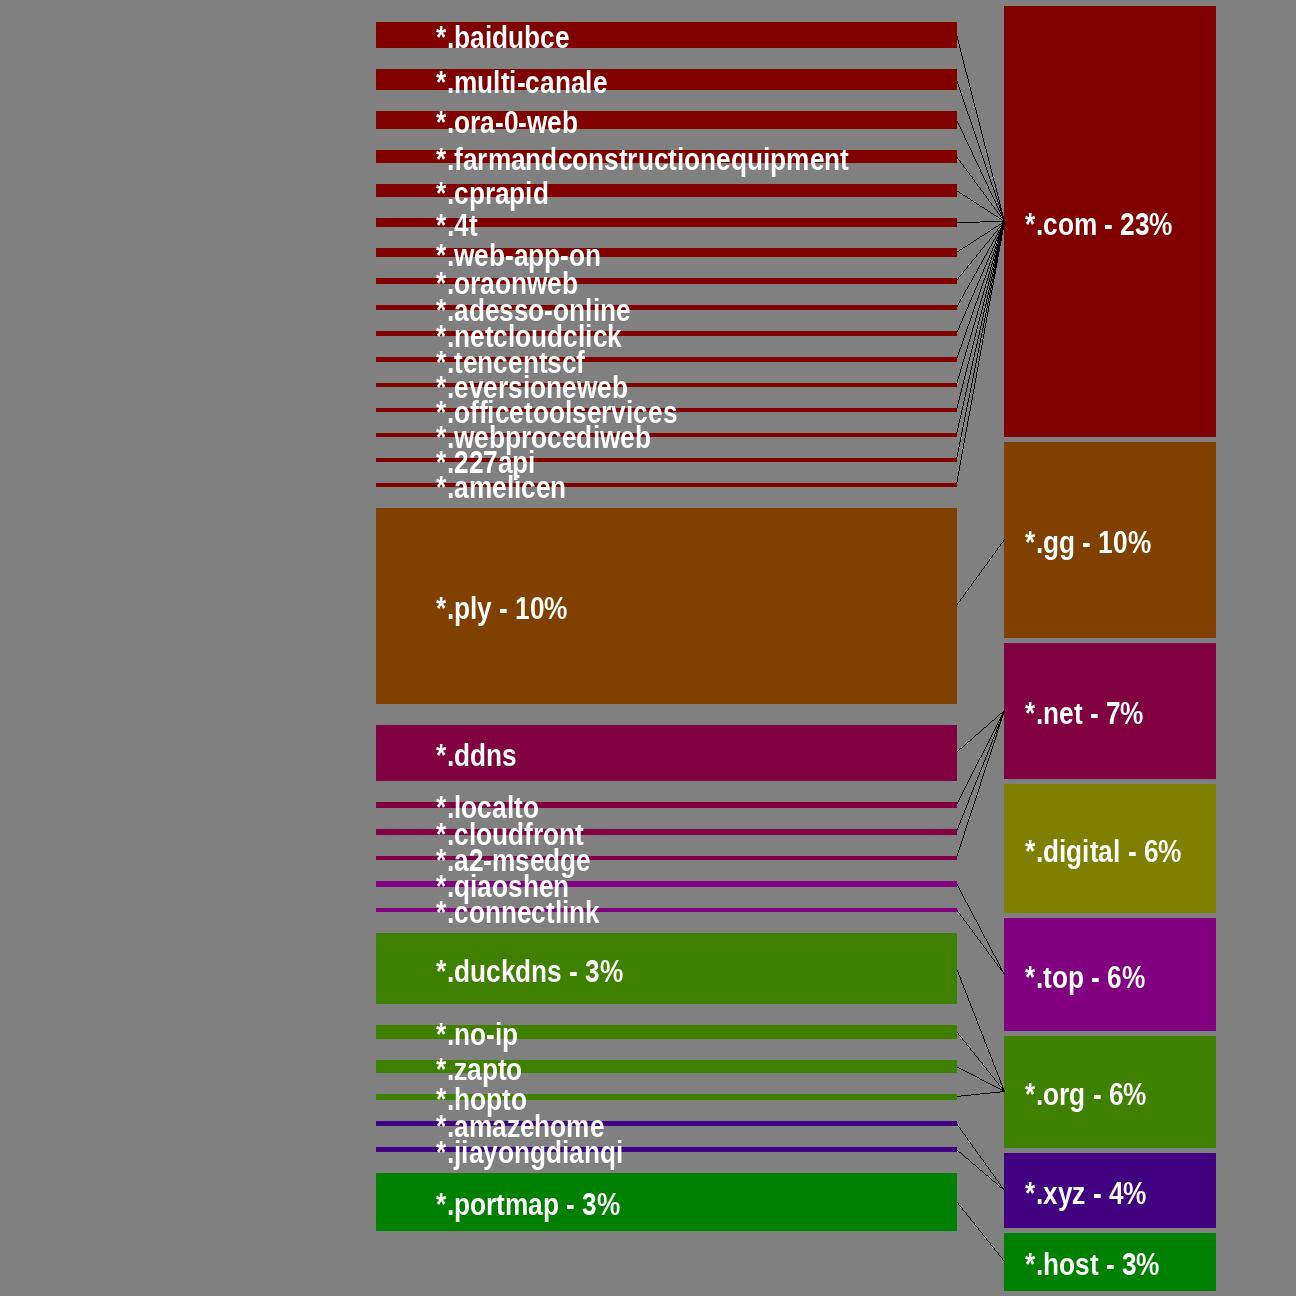 *.baidubce
*.multi-canale
*.ora-0-web
*.farmandconstructionequipment
*.cprapid
*.4t
*.web-app-on
*.oraonweb
*.adesso-online
*.netcloudclick
*.tencentscf
*.eversioneweb
*.officetoolservices
*.webprocediweb
*.227api
*.amelicen
*.ply - 10%
*.ddns
*.localto
*.cloudfront
*.a2-msedge
*.qiaoshen
*.connectlink
*.duckdns - 3%
*.no-ip
*.zapto
*.hopto
*.amazehome
*.jiayongdianqi
*.portmap - 3%
*.com - 23%
*.gg - 10%
*.net - 7%
*.digital - 6%
*.top - 6%
*.org - 6%
*.xyz - 4%
*.host - 3%